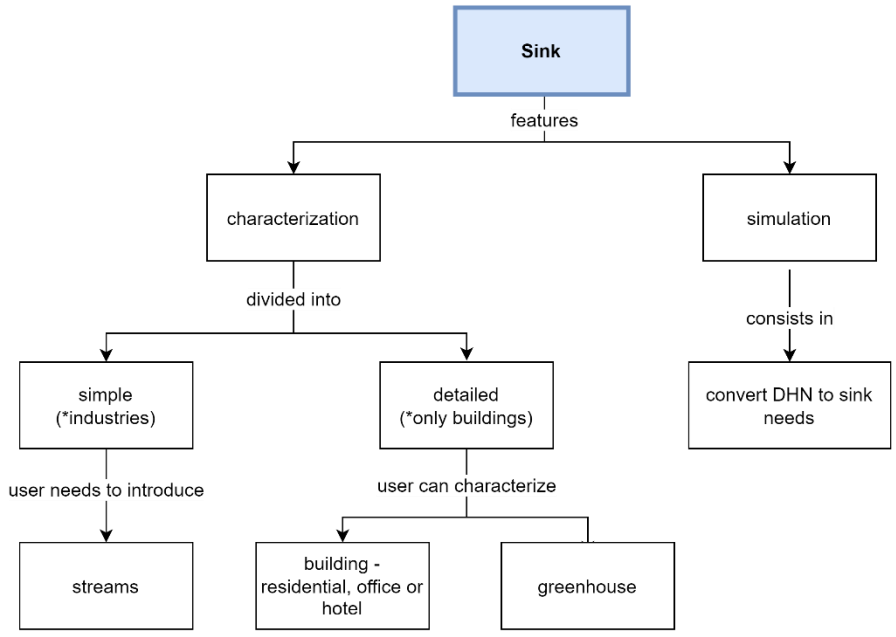 Sink
features
characterization
simulation
divided into
consists in
simple
(*industries)
detailed
(*only buildings)
convert DHN to sink
needs
user needs to introduce
user can characterize
streams
building -
residential, office or
hotel
greenhouse